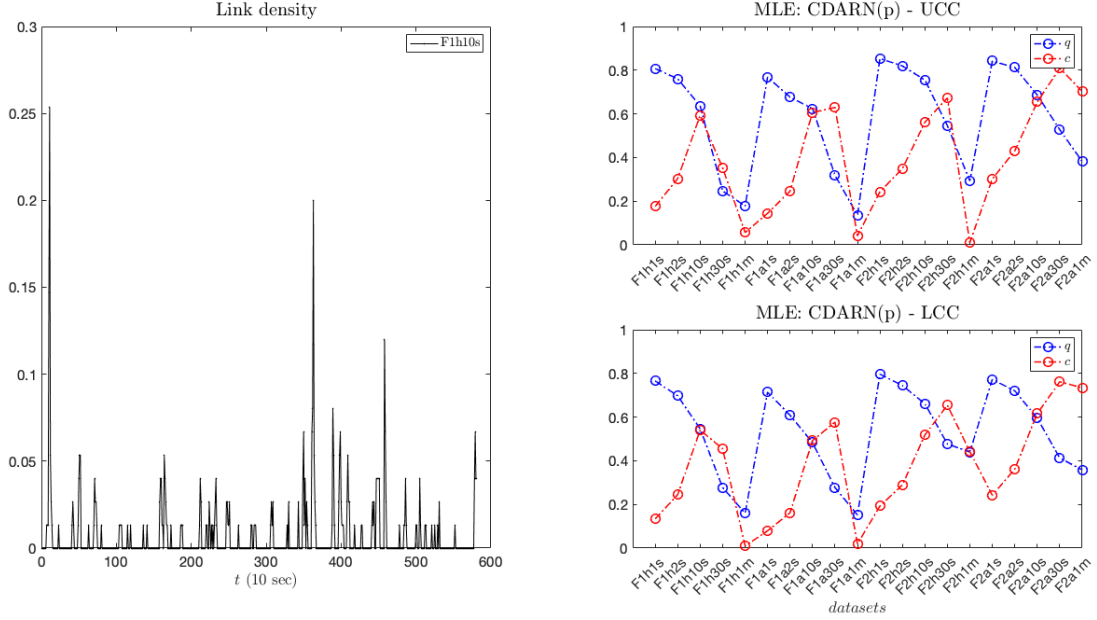 Link density
F1h10s
0.3
0.25
0.2
0.15
0.1
0.05
0
0 100 200 300 400 500 600
t (10 sec)
MLE: CDARN(p) - UCC
q
c
1
0.8
0.6
0.4
0.2
0
F1h1s F1h2s F1h10s F1h30s F1h1m F1a1s F1a2s F1a10s F1a30s F1a1m F2h1s F2h2s F2h10s F2h30s F2h1m F2a1s F2a2s F2a10s F2a30s F2a1m
MLE: CDARN(p) - LCC
q
c
1
0.8
0.6
0.4
0.2
0
F1h1s F1h2s F1h10s F1h30s F1h1m F1a1s F1a2s F1a10s F1a30s F1a1m F2h1s F2h2s F2h10s F2h30s F2h1m F2a1s F2a2s F2a10s F2a30s F2a1m
datasets